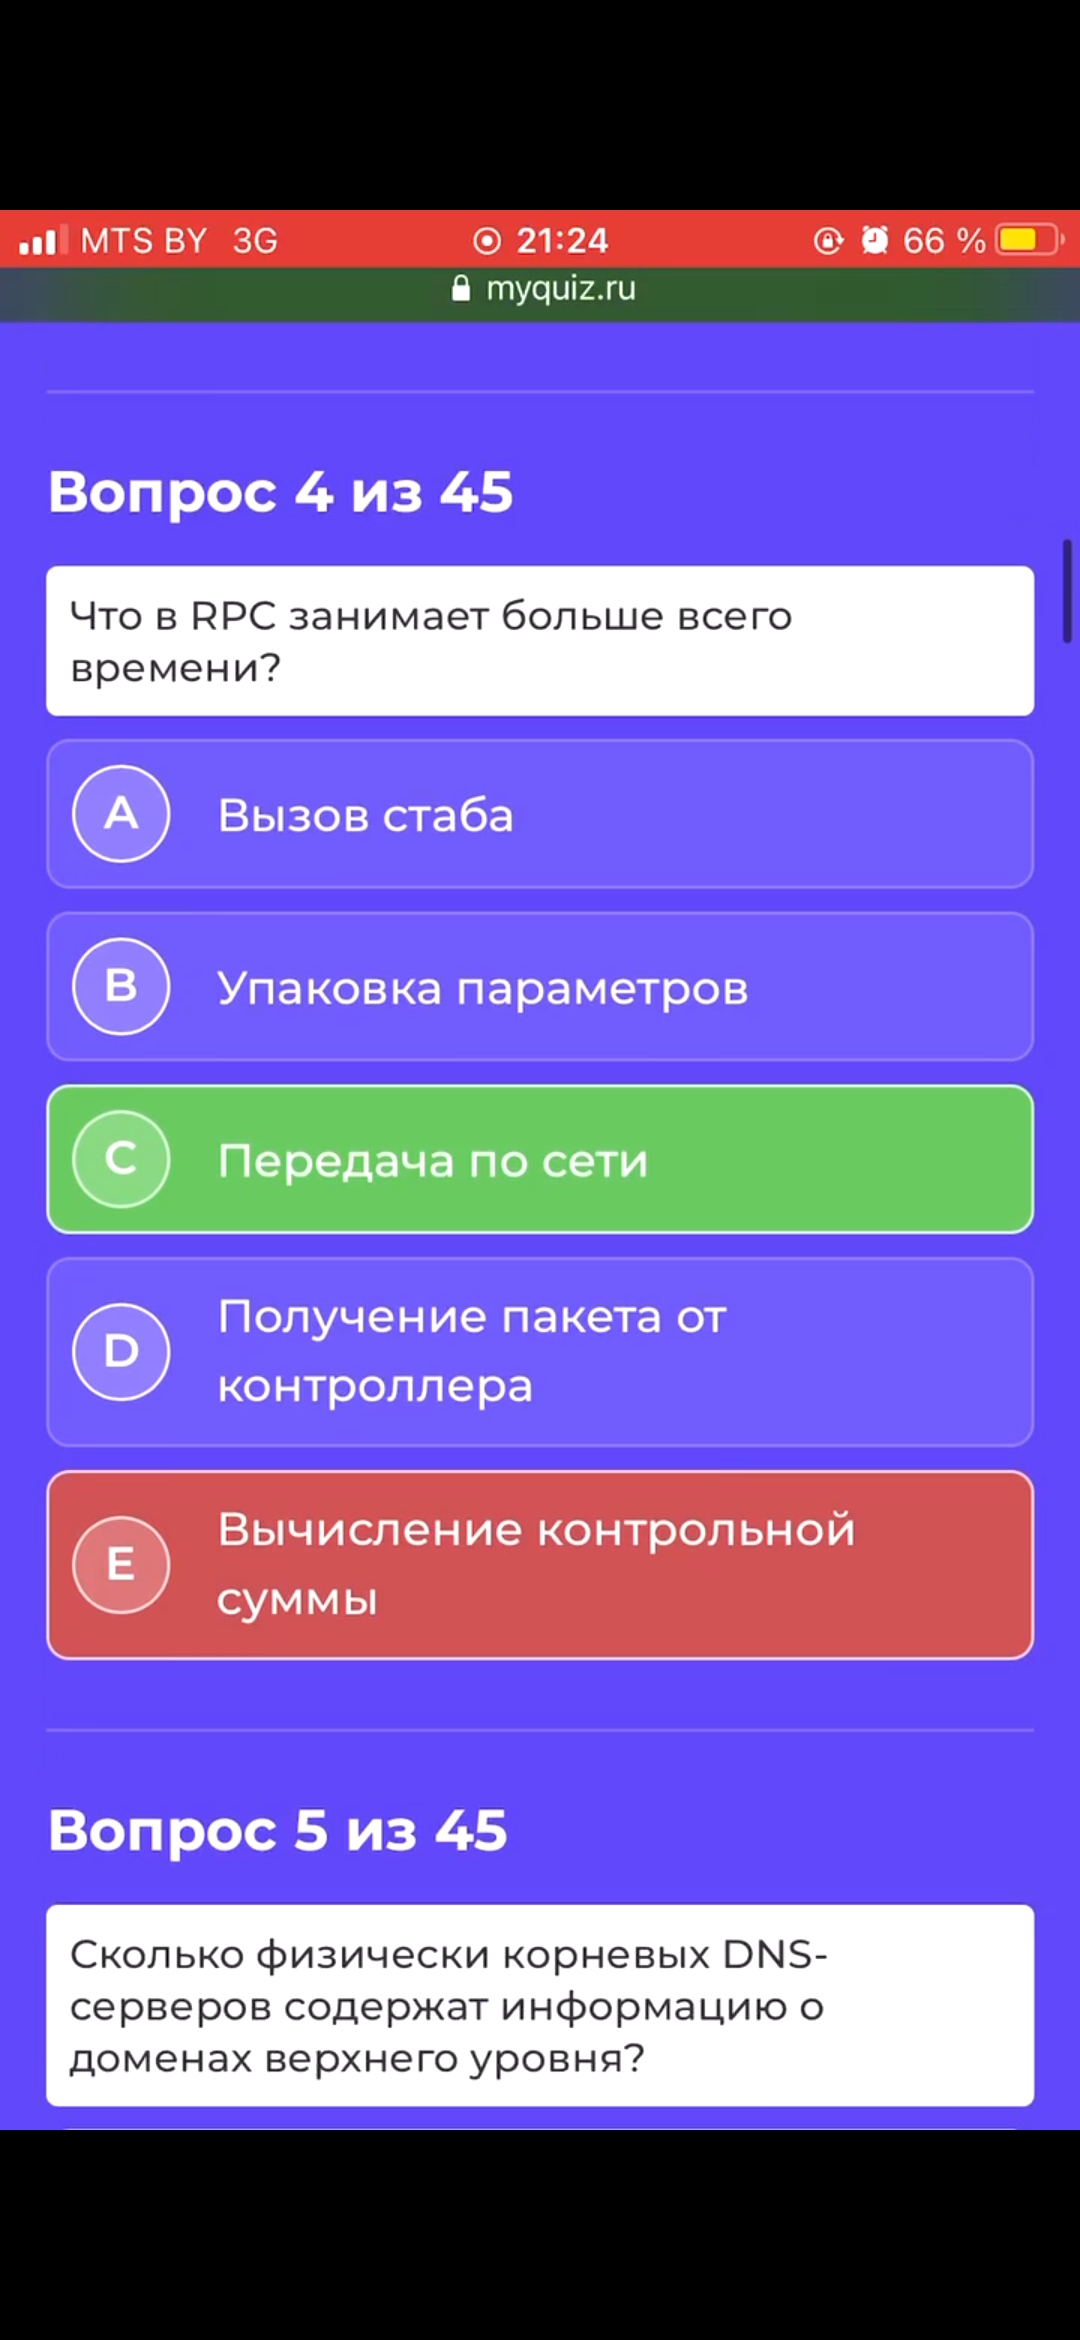 MTS BY 3G 21:24 66 %
myquiz.ru
Вопрос 4 из 45
Что в RPC занимает больше всего
времени?
A Вызов стаба
B Упаковка параметров
C Передача по сети
D Получение пакета от
контроллера
E Вычисление контрольной
суммы
Вопрос 5 из 45
Сколько физически корневых DNS-
серверов содержат информацию о
доменах верхнего уровня?